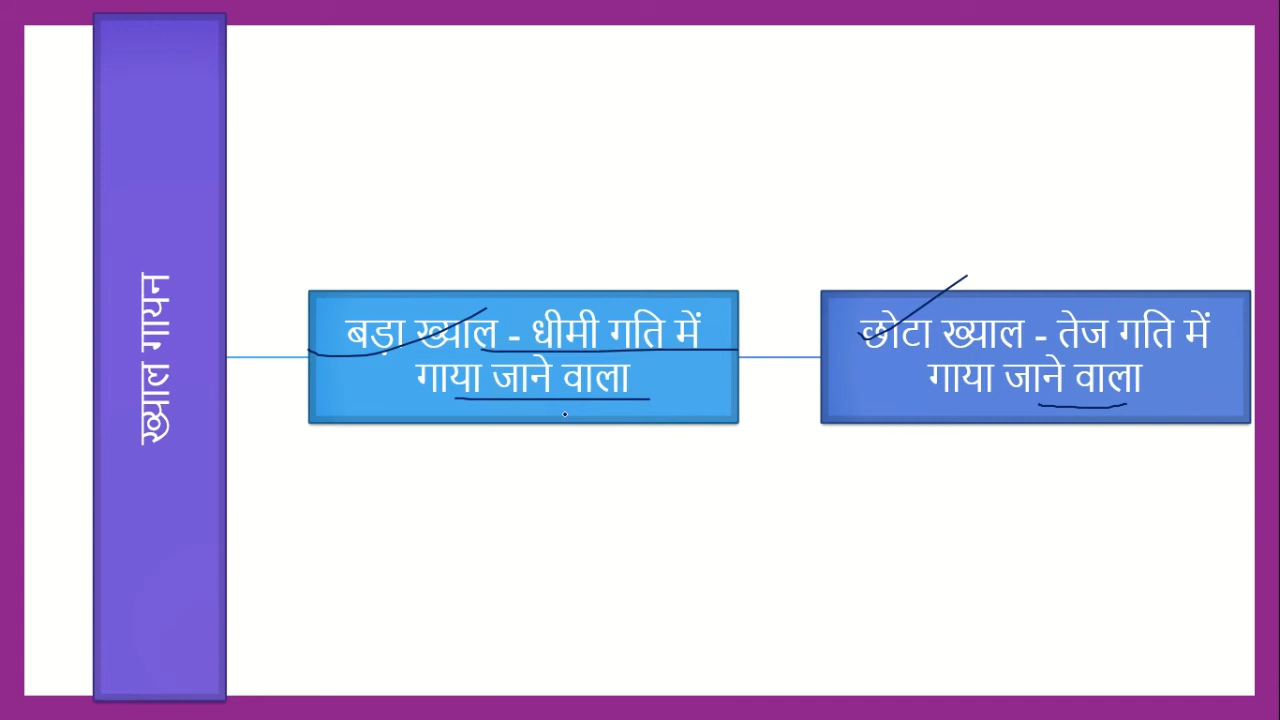 ख्याल गायन
बड़ा ख्याल - धीमी गति में
गाया जाने वाला
छोटा ख्याल - तेज गति में
गाया जाने वाला